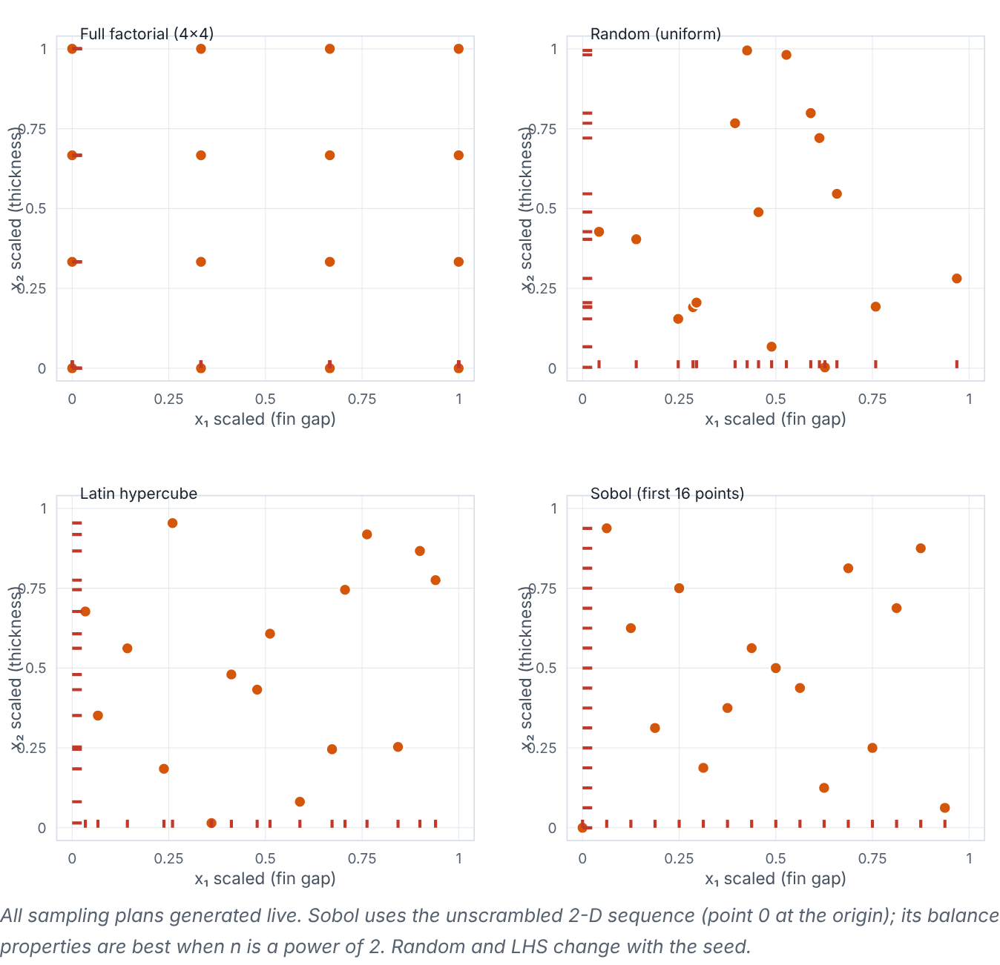 Full factorial (4×4)
1
0.75
0.5
0.25
0
x₂ scaled (thickness)
0 0.25 0.5 0.75 1
x₁ scaled (fin gap)
Random (uniform)
1
0.75
0.5
0.25
0
x₂ scaled (thickness)
0 0.25 0.5 0.75 1
x₁ scaled (fin gap)
Latin hypercube
1
0.75
0.5
0.25
0
x₂ scaled (thickness)
0 0.25 0.5 0.75 1
x₁ scaled (fin gap)
Sobol (first 16 points)
1
0.75
0.5
0.25
0
x₂ scaled (thickness)
0 0.25 0.5 0.75 1
x₁ scaled (fin gap)
All sampling plans generated live. Sobol uses the unscrambled 2-D sequence (point 0 at the origin); its balance
properties are best when n is a power of 2. Random and LHS change with the seed.